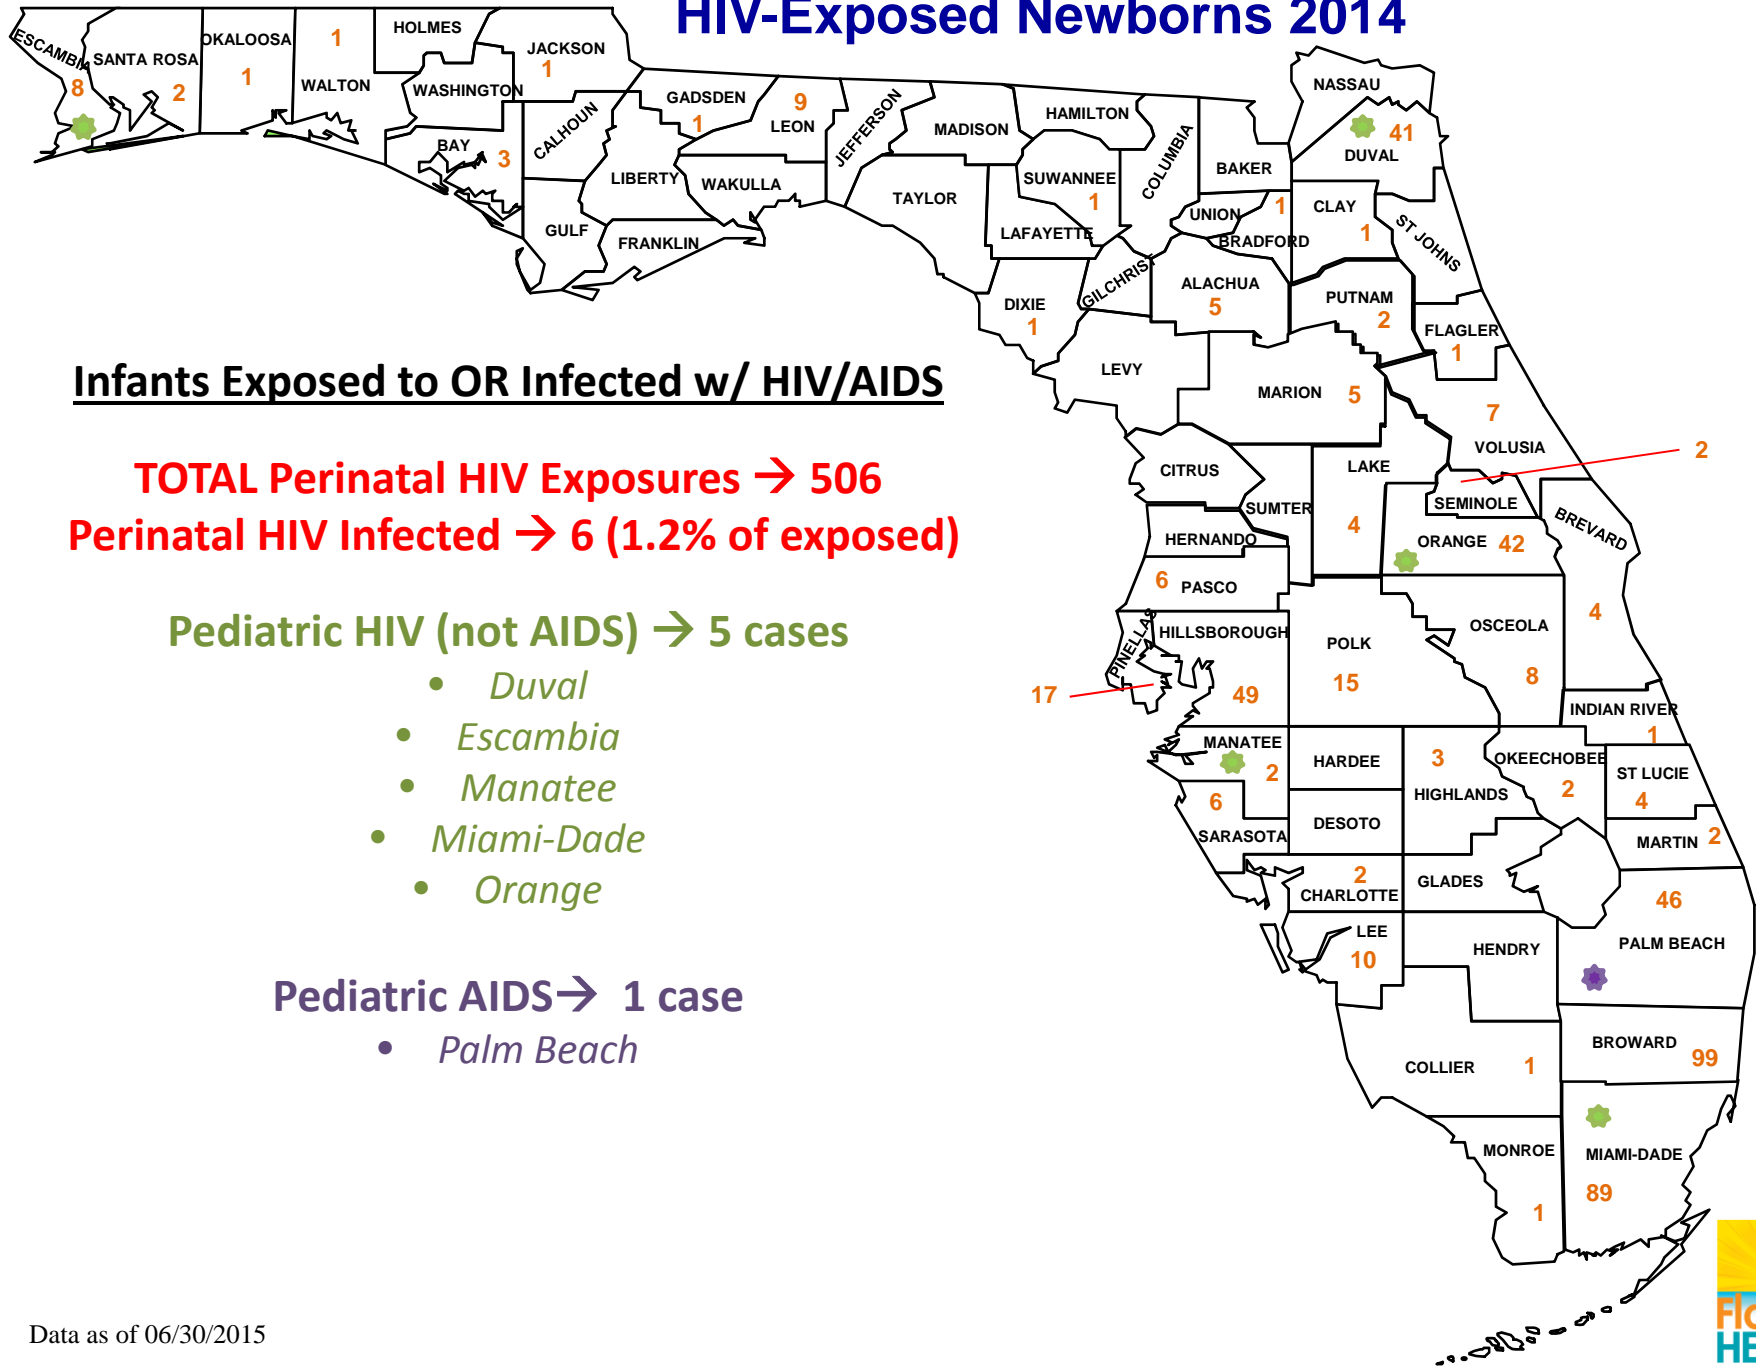 HIV-Exposed Newborns 2014
ESCAMBIA
8
SANTA ROSA
2
OKALOOSA
1
1
WALTON
HOLMES
WASHINGTON
JACKSON
1
BAY
3
CALHOUN
GULF
LIBERTY
FRANKLIN
GADSDEN
1
9
LEON
WAKULLA
JEFFERSON
MADISON
TAYLOR
HAMILTON
SUWANNEE
1
LAFAYETTE
COLUMBIA
DIXIE
1
GILCHRIST
BAKER
UNION
1
BRADFORD
NASSAU
41
DUVAL
CLAY
1
ST JOHNS
ALACHUA
5
PUTNAM
2
FLAGLER
1
LEVY
MARION
5
7
VOLUSIA
2
CITRUS
SUMTER
LAKE
4
SEMINOLE
ORANGE 42
BREVARD
4
HERNANDO
6
PASCO
PINELLAS
17
HILLSBOROUGH
49
POLK
15
OSCEOLA
8
INDIAN RIVER
1
MANATEE
2
HARDEE
3
HIGHLANDS
OKEECHOBEE
2
ST LUCIE
4
6
SARASOTA
DESOTO
MARTIN 2
2
CHARLOTTE
GLADES
46
PALM BEACH
LEE
10
HENDRY
BROWARD
99
COLLIER
1
MONROE
1
MIAMI-DADE
89
Infants Exposed to OR Infected w/ HIV/AIDS
TOTAL Perinatal HIV Exposures → 506
Perinatal HIV Infected → 6 (1.2% of exposed)
Pediatric HIV (not AIDS) → 5 cases
• Duval
• Escambia
• Manatee
• Miami-Dade
• Orange
Pediatric AIDS→ 1 case
• Palm Beach
Data as of 06/30/2015